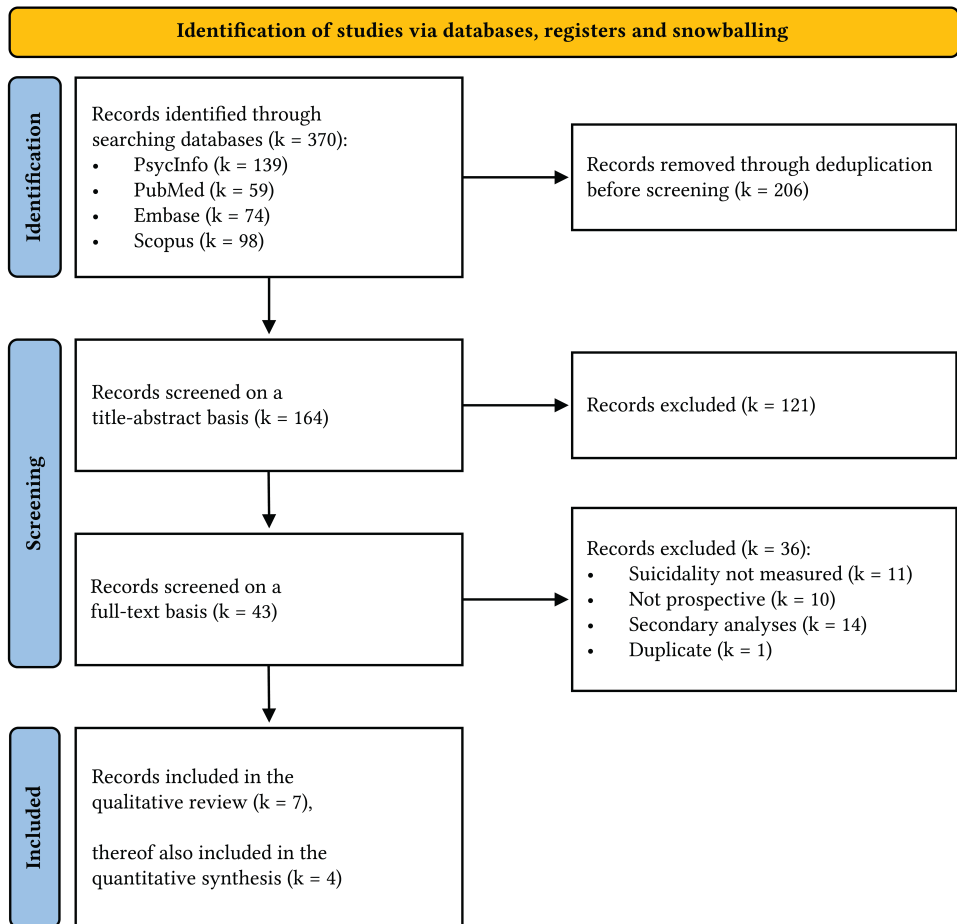 Identification of studies via databases, registers and snowballing
Identification
Records identified through
searching databases (k = 370):
• PsycInfo (k = 139)
• PubMed (k = 59)
• Embase (k = 74)
• Scopus (k = 98)
Records removed through deduplication
before screening (k = 206)
Screening
Records screened on a
title-abstract basis (k = 164)
Records excluded (k = 121)
Records screened on a
full-text basis (k = 43)
Records excluded (k = 36):
• Suicidality not measured (k = 11)
• Not prospective (k = 10)
• Secondary analyses (k = 14)
• Duplicate (k = 1)
Included
Records included in the
qualitative review (k = 7),
thereof also included in the
quantitative synthesis (k = 4)